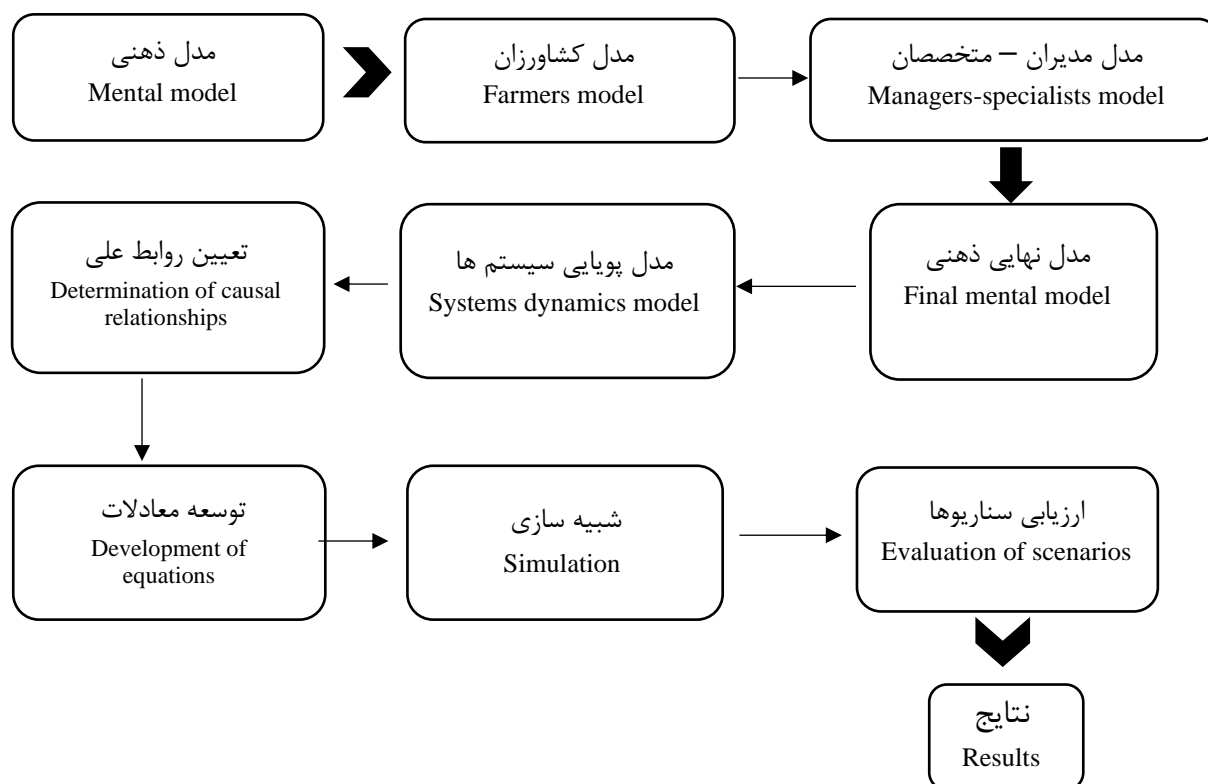 مدل ذهنی
Mental model
مدل کشاورزان
Farmers model
مدل مدیران – متخصصان
Managers-specialists model
مدل نهایی ذهنی
Final mental model
مدل پویایی سیستم ها
Systems dynamics model
تعیین روابط علی
Determination of causal
relationships
توسعه معادلات
Development of
equations
شبیه سازی
Simulation
ارزیابی سناریوها
Evaluation of scenarios
نتایج
Results